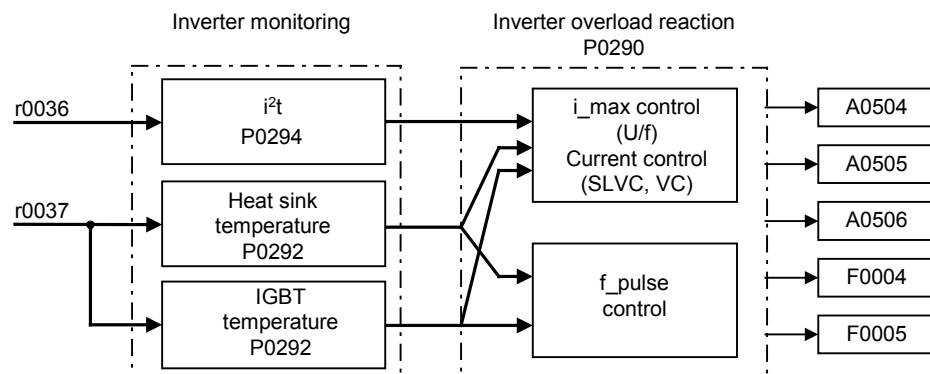 Inverter monitoring
Inverter overload reaction
P0290
r0036
i²t
P0294
r0037
Heat sink
temperature
P0292
IGBT
temperature
P0292
i_max control
(U/f)
Current control
(SLVC, VC)
f_pulse
control
A0504
A0505
A0506
F0004
F0005